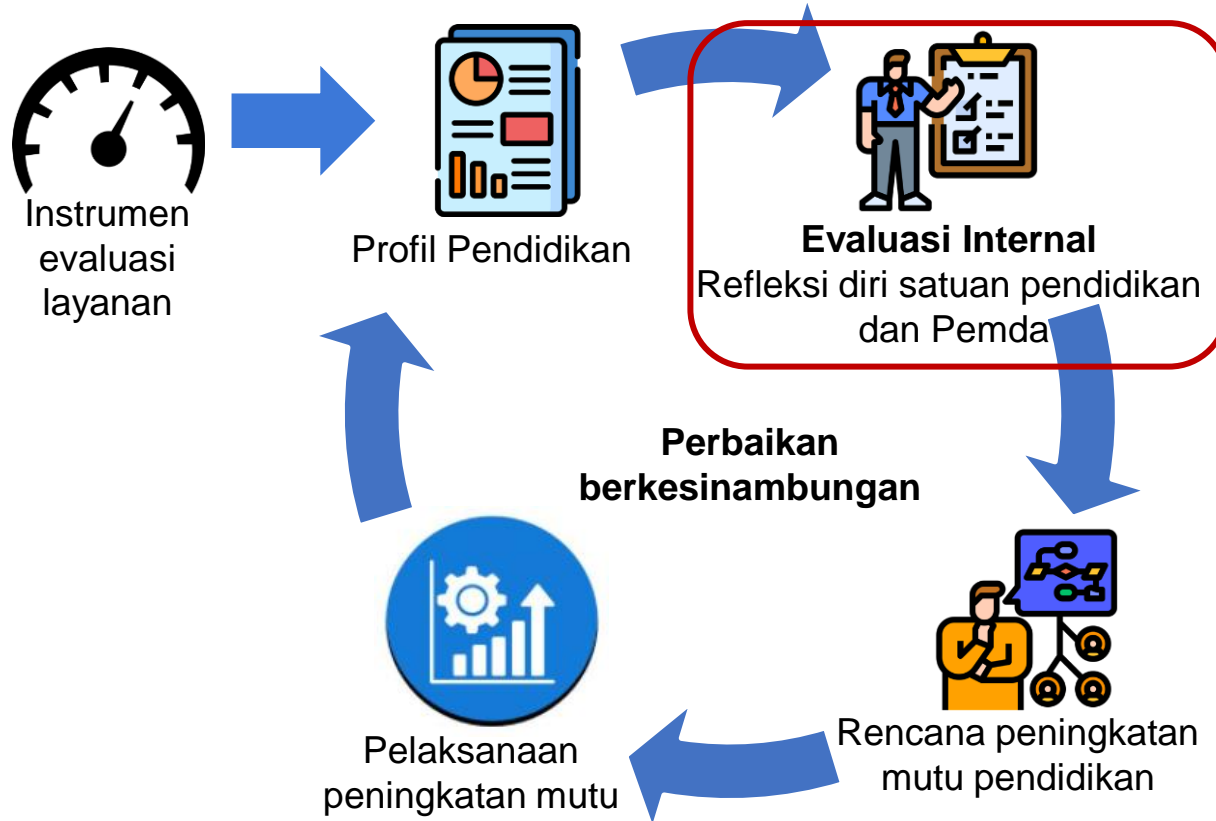 Instrumen
evaluasi
layanan
Profil Pendidikan
Evaluasi Internal
Refleksi diri satuan pendidikan
dan Pemda
Perbaikan
berkesinambungan
Rencana peningkatan
mutu pendidikan
Pelaksanaan
peningkatan mutu